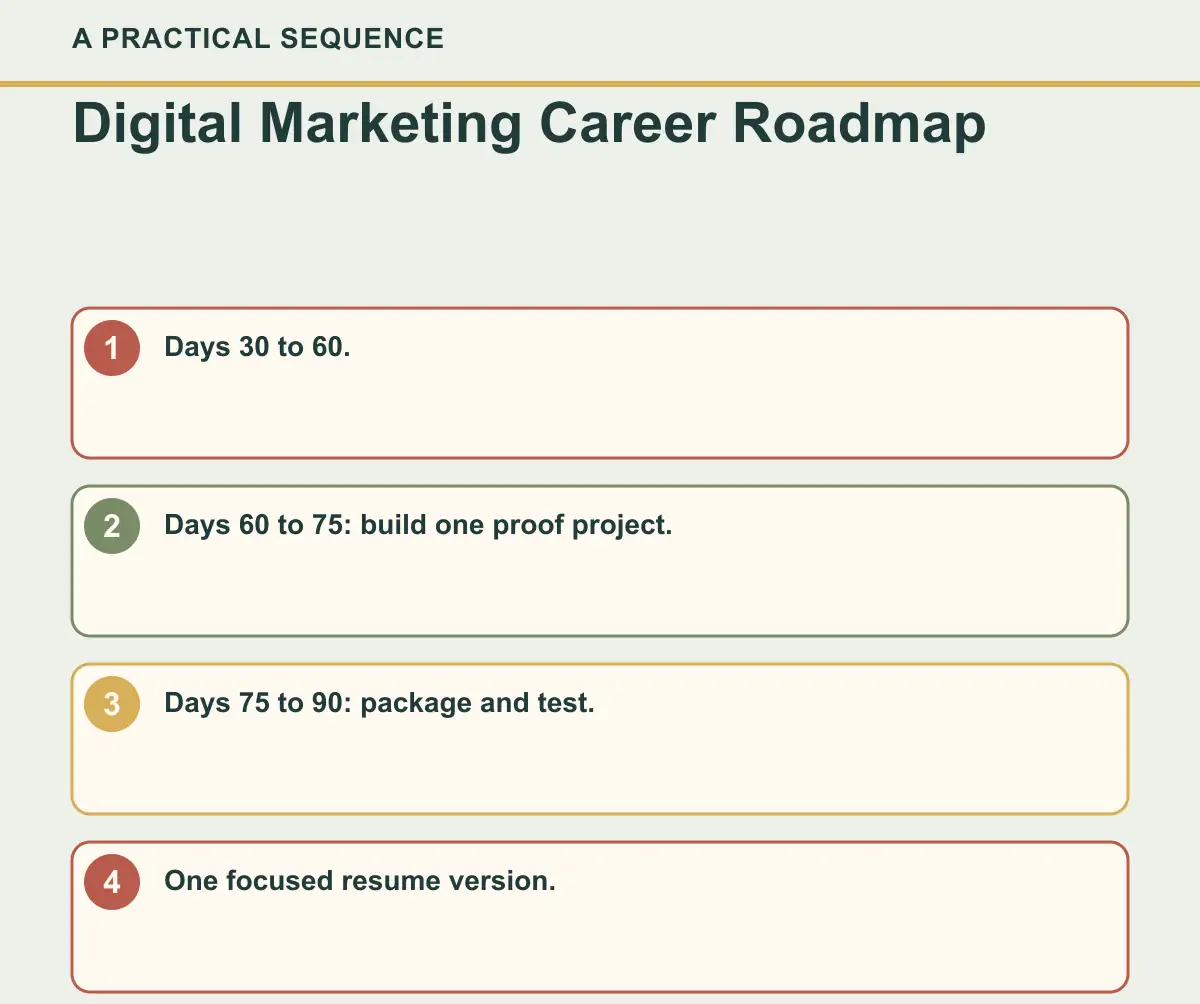 A PRACTICAL SEQUENCE
Digital Marketing Career Roadmap
1 Days 30 to 60.
2 Days 60 to 75: build one proof project.
3 Days 75 to 90: package and test.
4 One focused resume version.